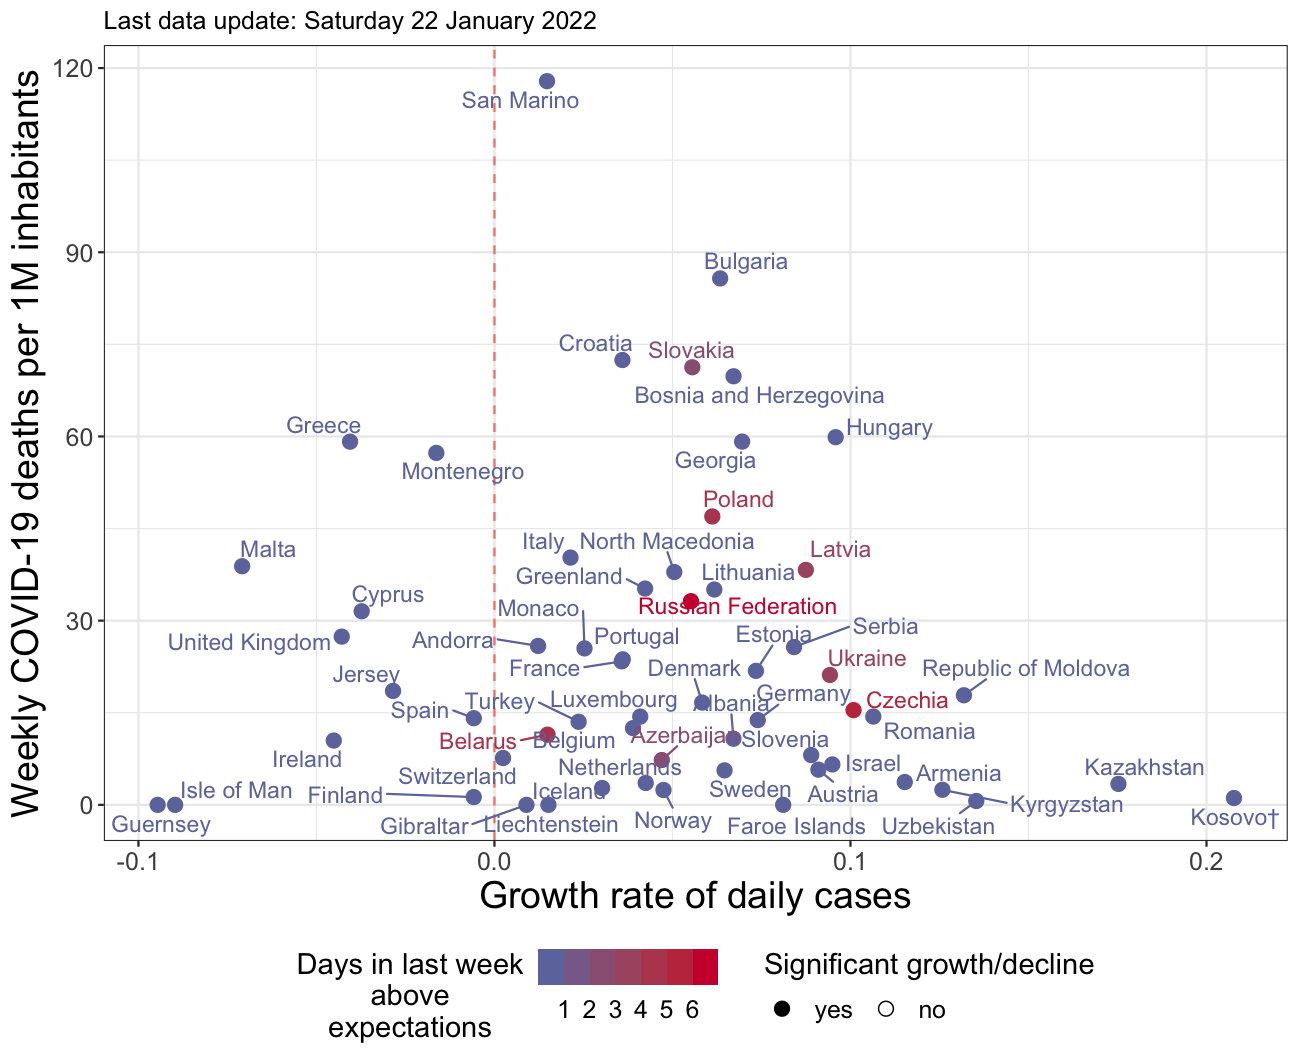 Last data update: Saturday 22 January 2022
Weekly COVID-19 deaths per 1M inhabitants
120
San Marino
90
Bulgaria
Croatia
Slovakia
Bosnia and Herzegovina
60
Greece
Hungary
Georgia
Montenegro
Poland
Malta
Italy
North Macedonia
Latvia
Greenland
Lithuania
Cyprus
Monaco
Russian Federation
30
United Kingdom
Andorra
Portugal
Estonia
Serbia
France
Denmark
Ukraine
Republic of Moldova
Jersey
Spain
Turkey
Luxembourg
Albania
Germany
Czechia
Belarus
Belgium
Azerbaijan
Slovenia
Romania
Ireland
Switzerland
Netherlands
Israel
Armenia
Kazakhstan
0
Isle of Man
Finland
Iceland
Sweden
Austria
Kyrgyzstan
Guernsey
Gibraltar
Liechtenstein
Norway
Faroe Islands
Uzbekistan
Kosovo†
-0.1 0.0 0.1 0.2
Growth rate of daily cases
Days in last week
above
expectations
1 2 3 4 5 6
Significant growth/decline
yes no